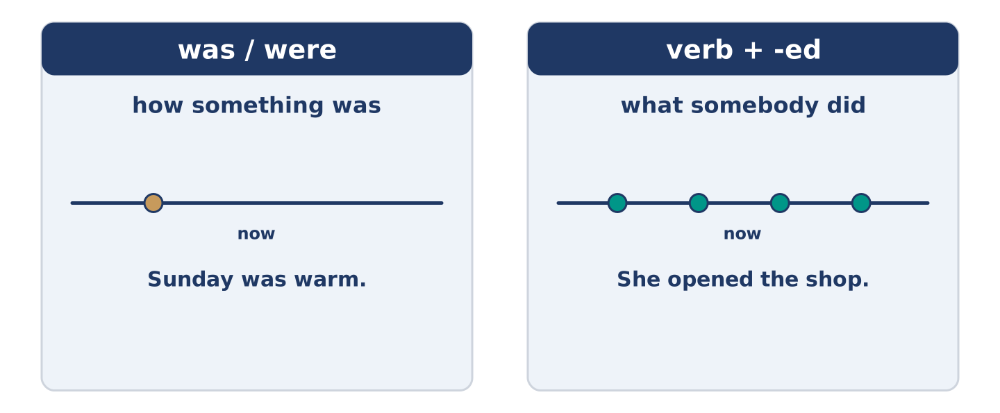 was / were
how something was
now
Sunday was warm.
verb + -ed
what somebody did
now
She opened the shop.